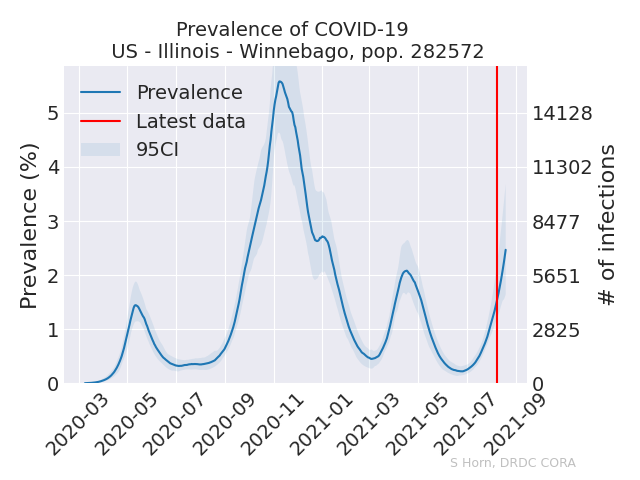 Prevalence of COVID-19
US - Illinois - Winnebago, pop. 282572
Prevalence
Latest data
95CI
Prevalence (%)
5
4
3
2
1
0
14128
11302
8477
5651
2825
0
# of infections
2020-03
2020-05
2020-07
2020-09
2020-11
2021-01
2021-03
2021-05
2021-07
2021-09
S Horn, DRDC CORA